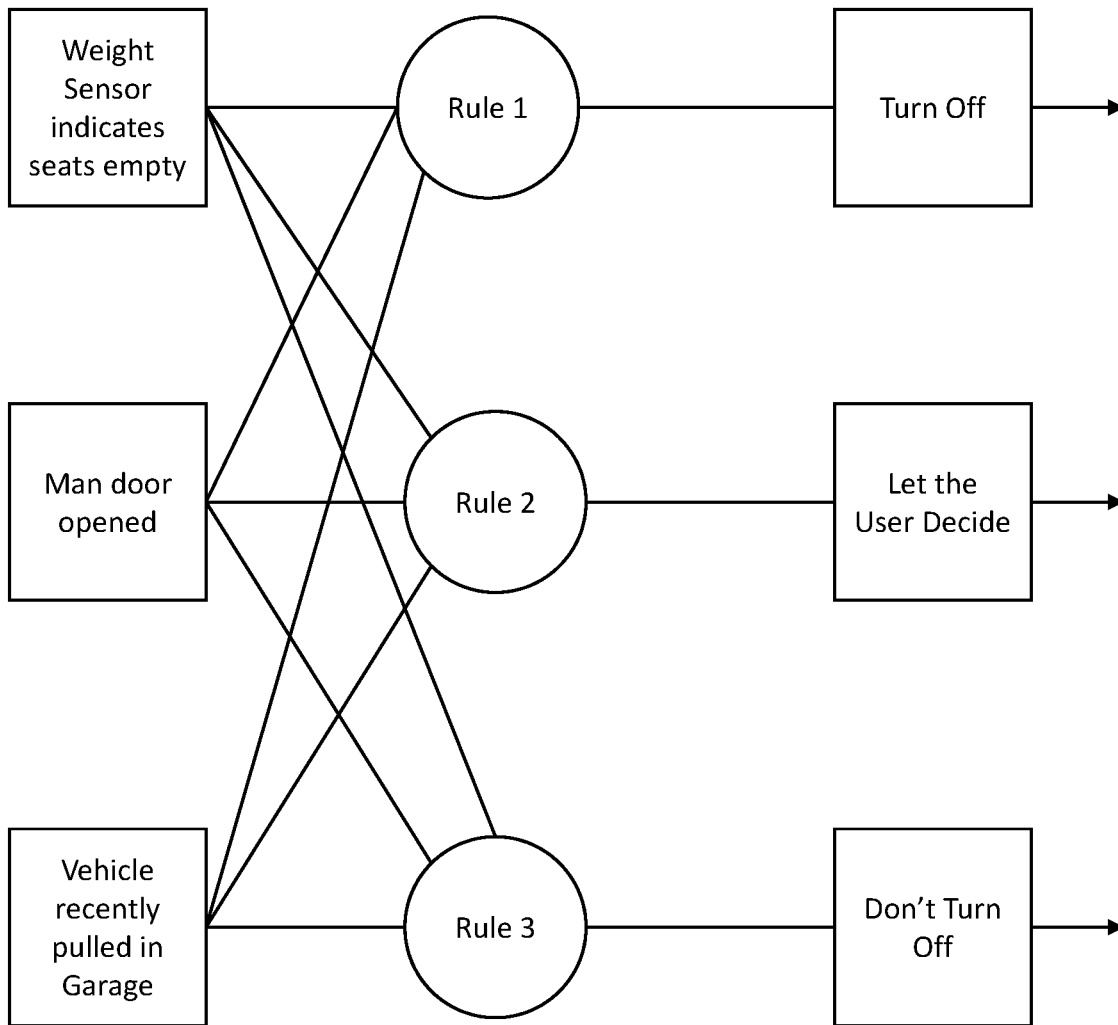 Weight
Sensor
indicates
seats empty
Rule 1
Turn Off
Man door
opened
Rule 2
Let the
User Decide
Vehicle
recently
pulled in
Garage
Rule 3
Don’t Turn
Off